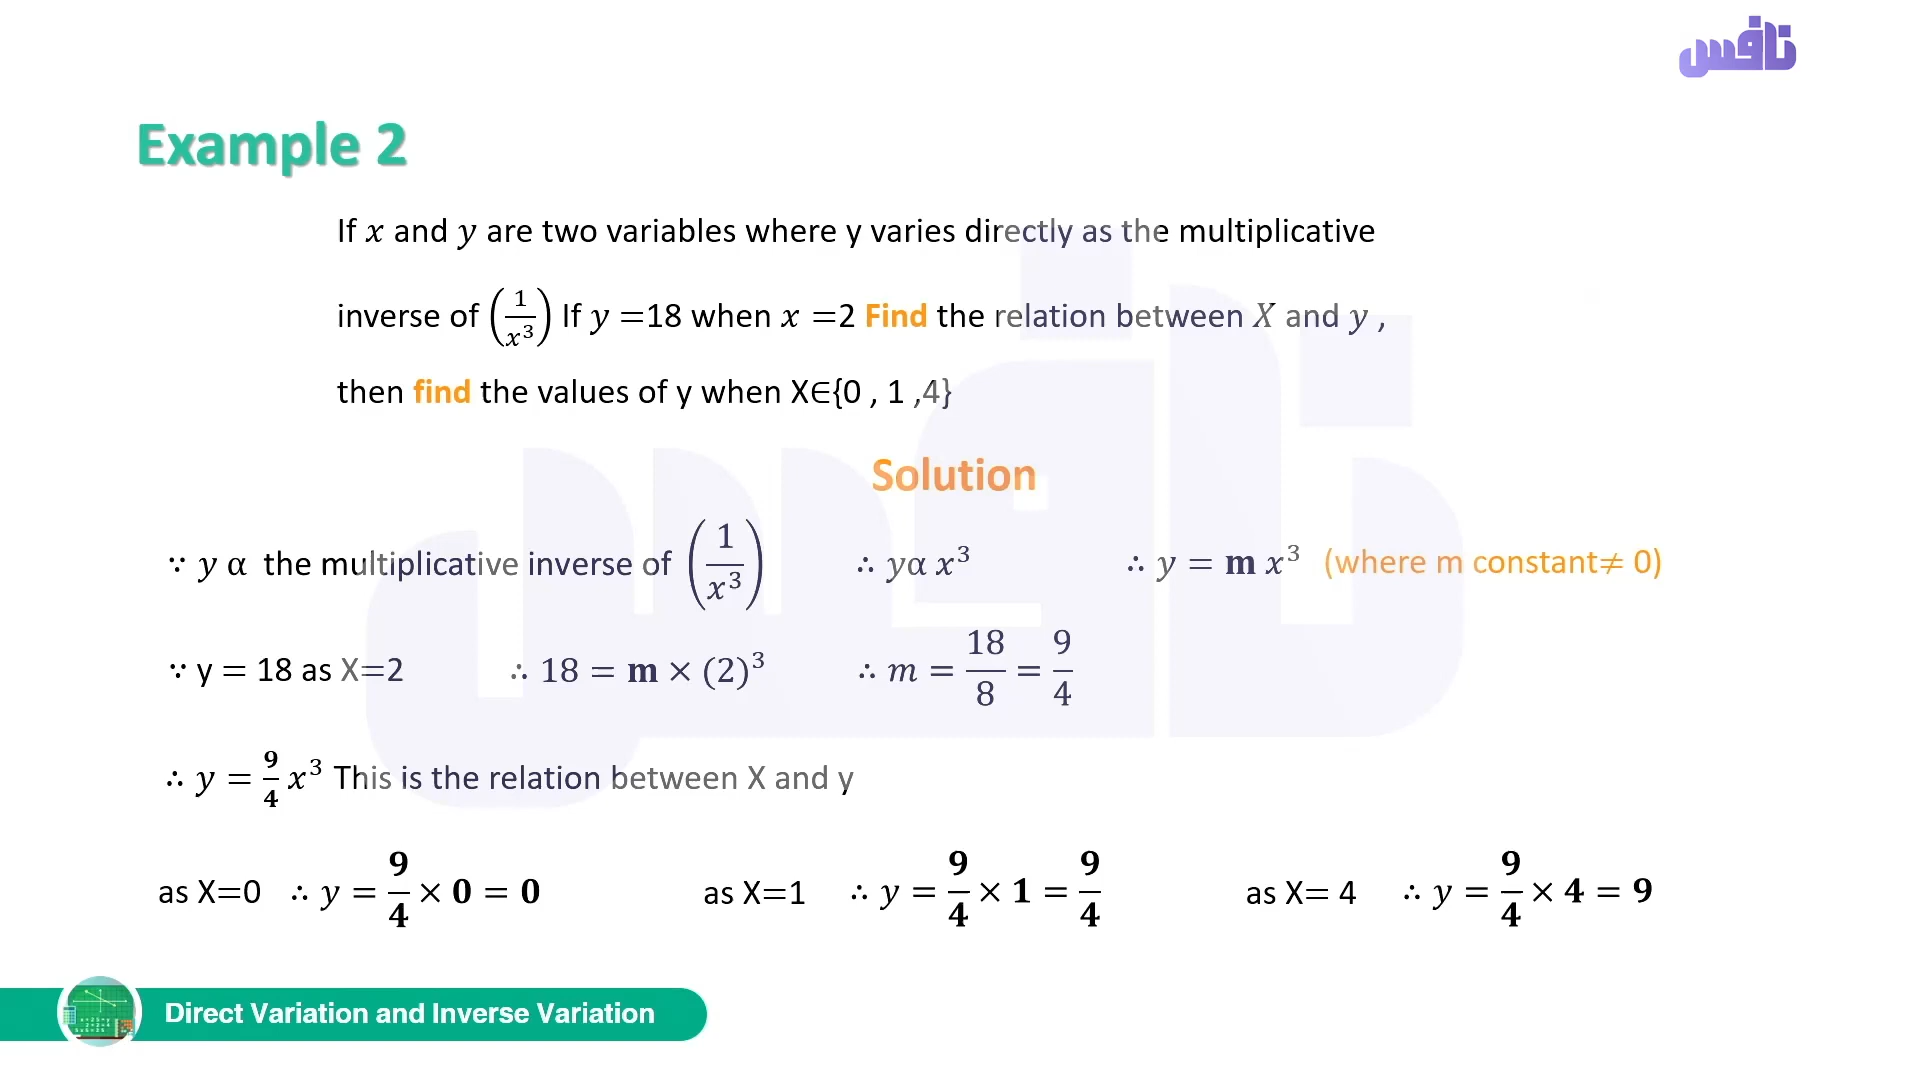 نافس
Example 2
If x and y are two variables where y varies directly as the multiplicative
inverse of (1/x³) If y =18 when x =2 Find the relation between X and y ,
then find the values of y when X∈{0 , 1 ,4}
Solution
∵ y α the multiplicative inverse of (1/x³) ∴ yα x³ ∴ y = m x³ (where m constant≠ 0)
∵ y = 18 as X=2 ∴ 18 = m × (2)³ ∴ m = 18/8 = 9/4
∴ y = 9/4 x³ This is the relation between X and y
as X=0 ∴ y = 9/4 × 0 = 0 as X=1 ∴ y = 9/4 × 1 = 9/4 as X= 4 ∴ y = 9/4 × 4 = 9
Direct Variation and Inverse Variation